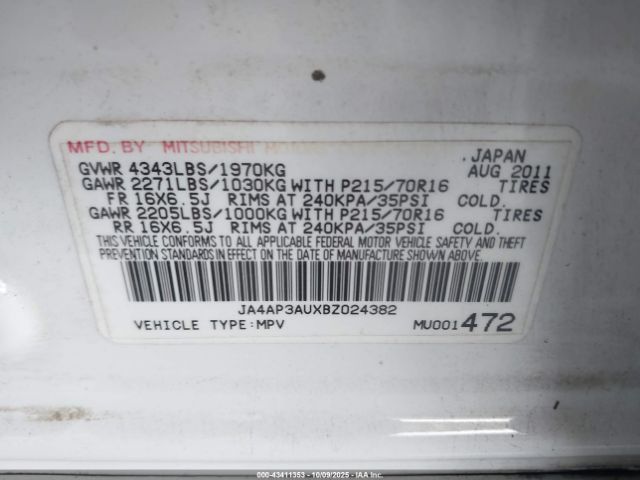 MFD. BY MITSUBISHI
JAPAN
GVWR 4343LBS/1970KG AUG 2011
GAWR 2271LBS/1030KG WITH P215/70R16 TIRES
FR 16X6.5J RIMS AT 240KPA/35PSI COLD.
GAWR 2205LBS/1000KG WITH P215/70R16 TIRES
RR 16X6.5J RIMS AT 240KPA/35PSI COLD.
THIS VEHICLE CONFORMS TO ALL APPLICABLE FEDERAL MOTOR VEHICLE SAFETY AND THEFT
PREVENTION STANDARDS IN EFFECT ON THE DATE OF MANUFACTURE SHOWN ABOVE.
JA4AP3AUXBZ024382
VEHICLE TYPE:MPV MU001472
000-43411353 | 10/09/2025 | IAA, LLC